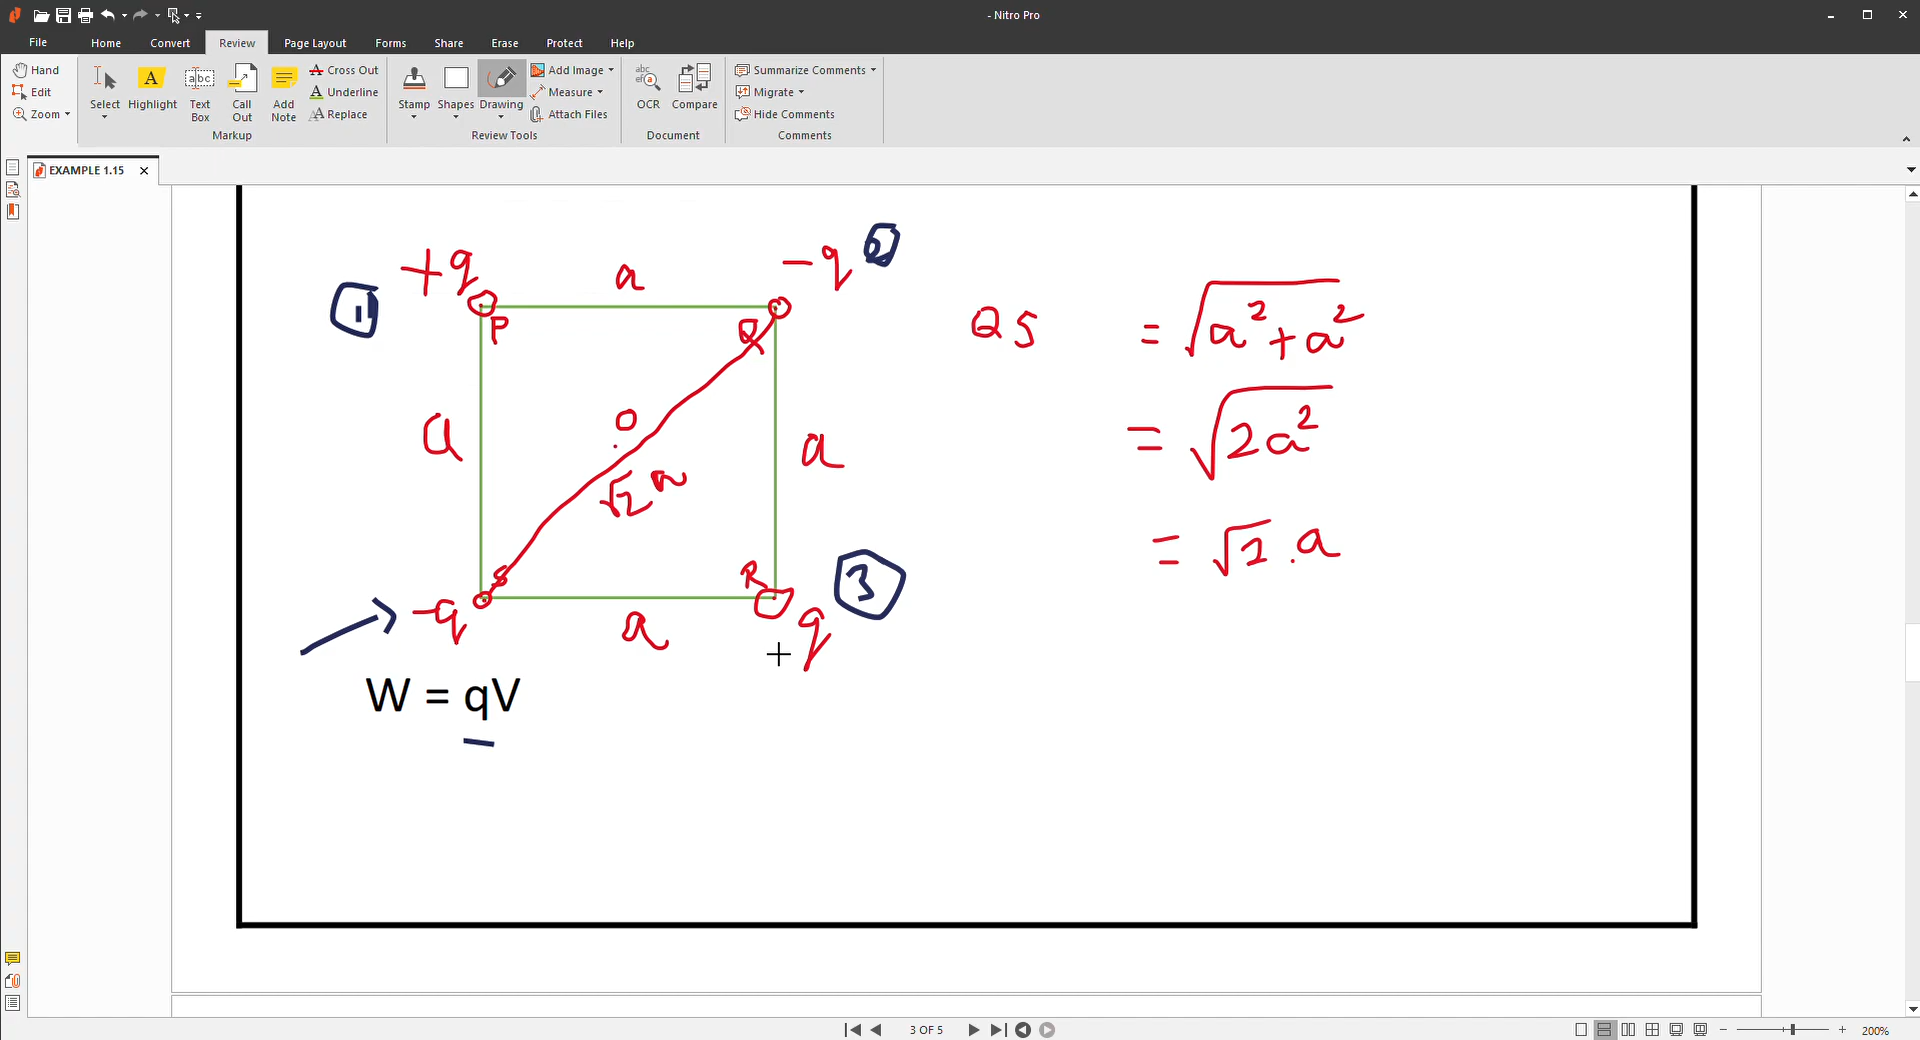 - Nitro Pro
File Home Convert Review Page Layout Forms Share Erase Protect Help
Hand
Edit
Zoom
Select
Highlight
Text Box
Call Out
Add Note
Cross Out
Underline
Replace
Markup
Stamp
Shapes
Drawing
Add Image
Measure
Attach Files
Review Tools
OCR
Compare
Document
Summarize Comments
Migrate
Hide Comments
Comments
EXAMPLE 1.15
+q
a
-q
2
1
P
Q
QS = √a²+a²
a
O
a
= √2a²
√2 a
= √2 . a
S
R
3
-q
a
q
W = qV
3 OF 5
200%